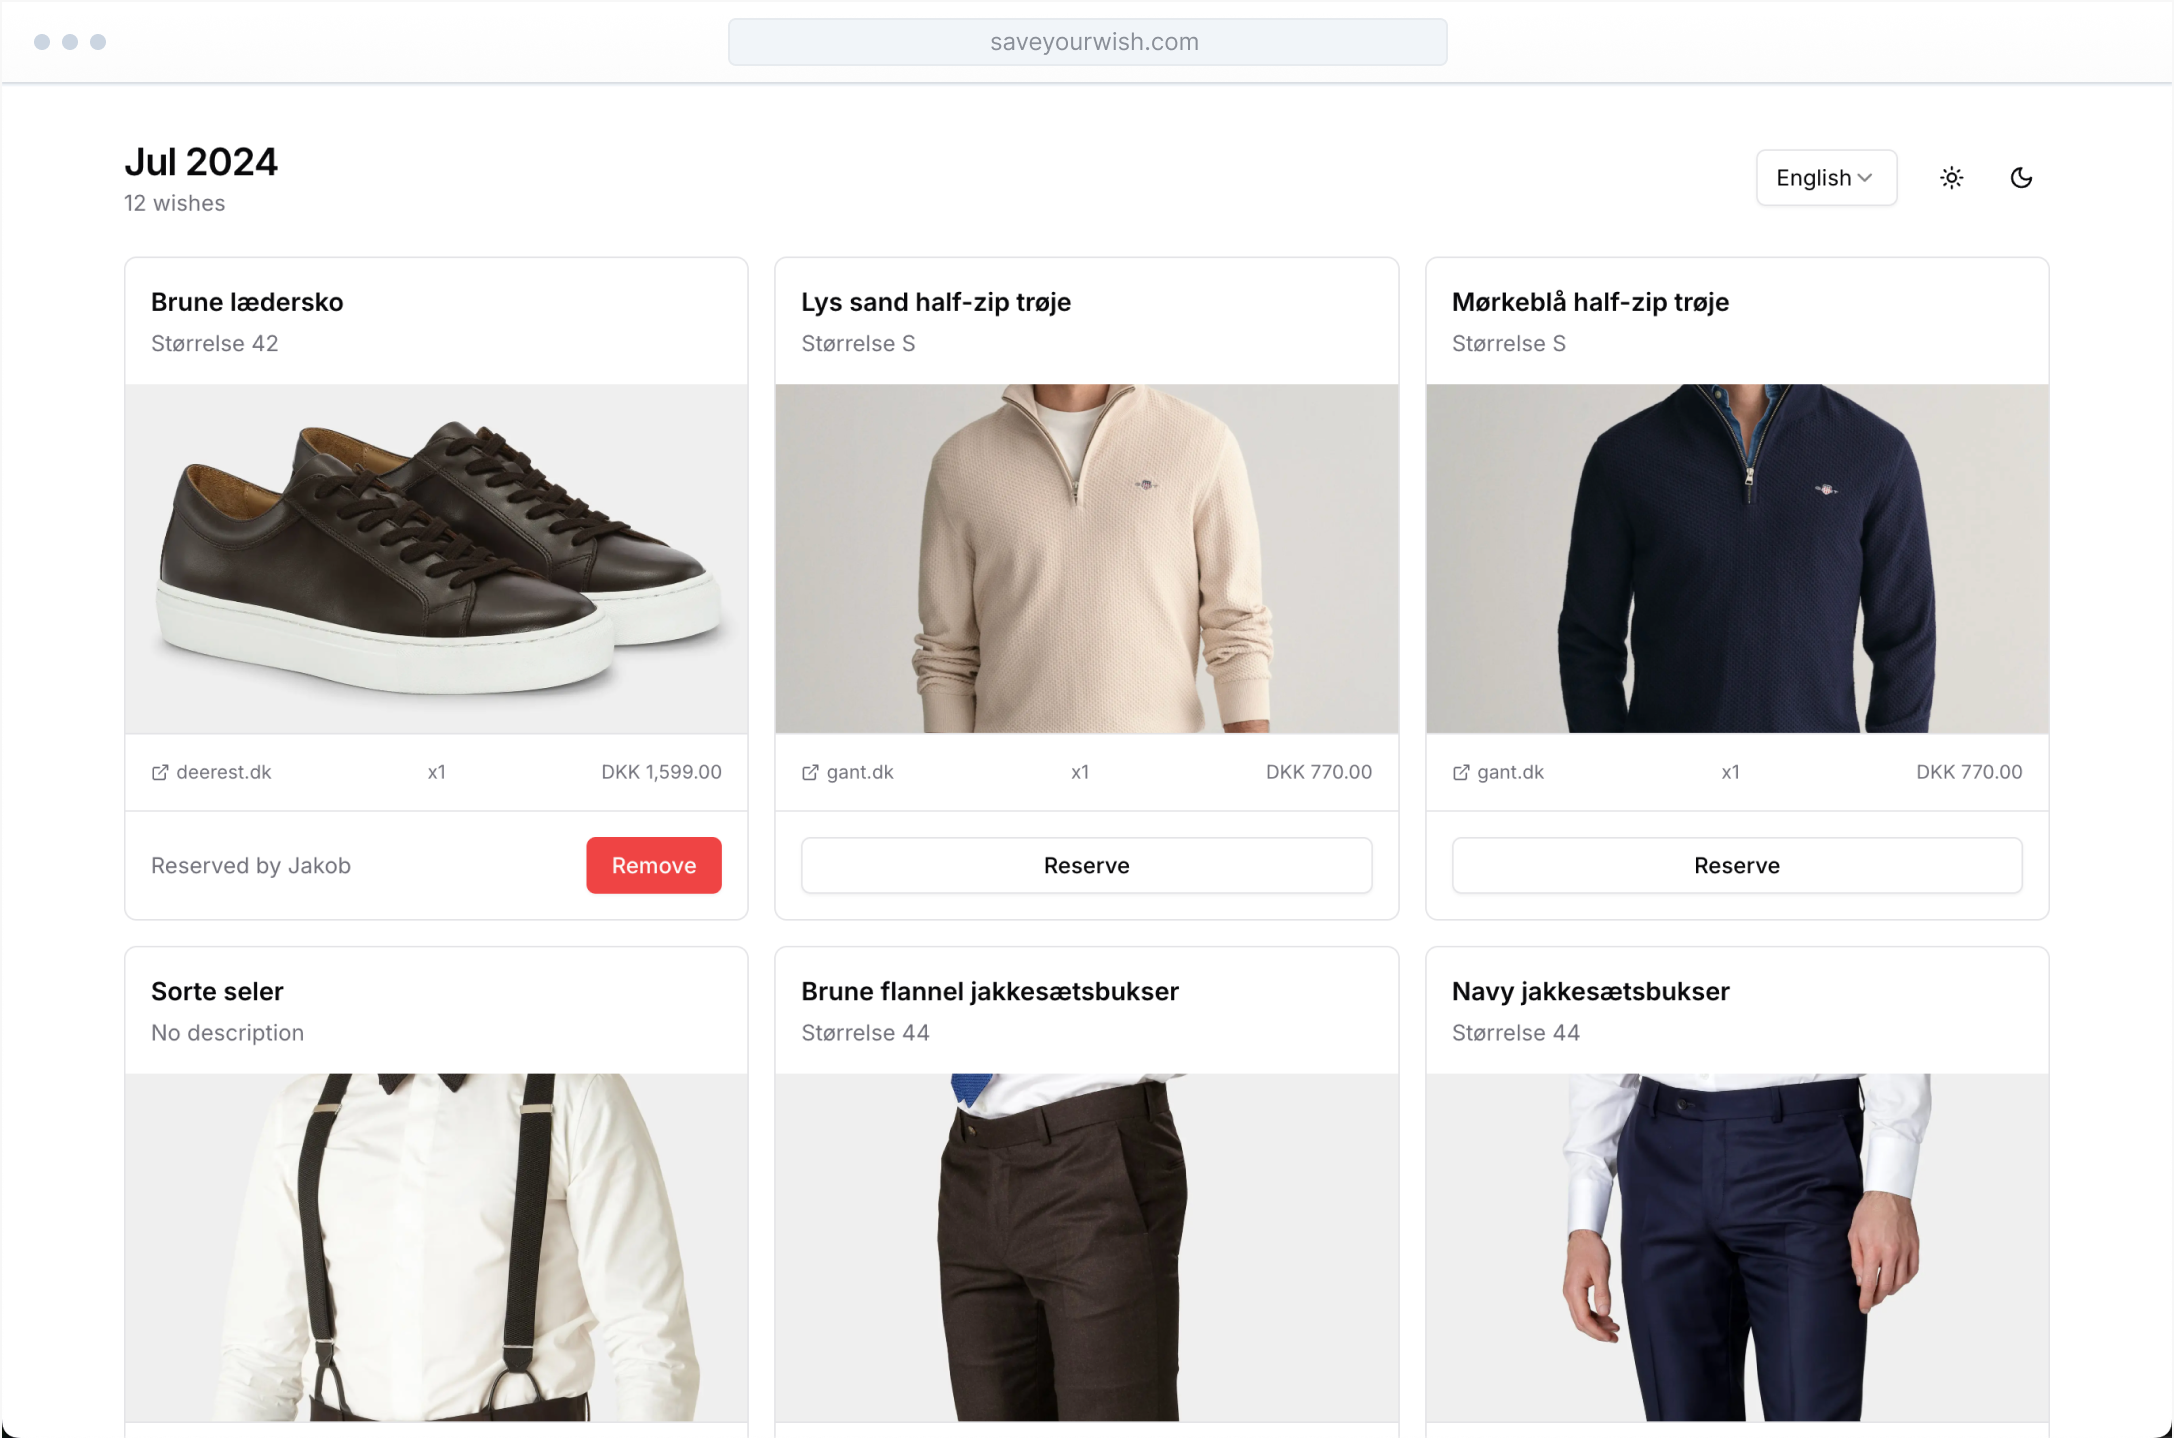 saveyourwish.com
Jul 2024
12 wishes
English
Brune lædersko
Størrelse 42
deerest.dk x1 DKK 1,599.00
Reserved by Jakob Remove
Lys sand half-zip trøje
Størrelse S
gant.dk x1 DKK 770.00
Reserve
Mørkeblå half-zip trøje
Størrelse S
gant.dk x1 DKK 770.00
Reserve
Sorte seler
No description
Brune flannel jakkesætsbukser
Størrelse 44
Navy jakkesætsbukser
Størrelse 44